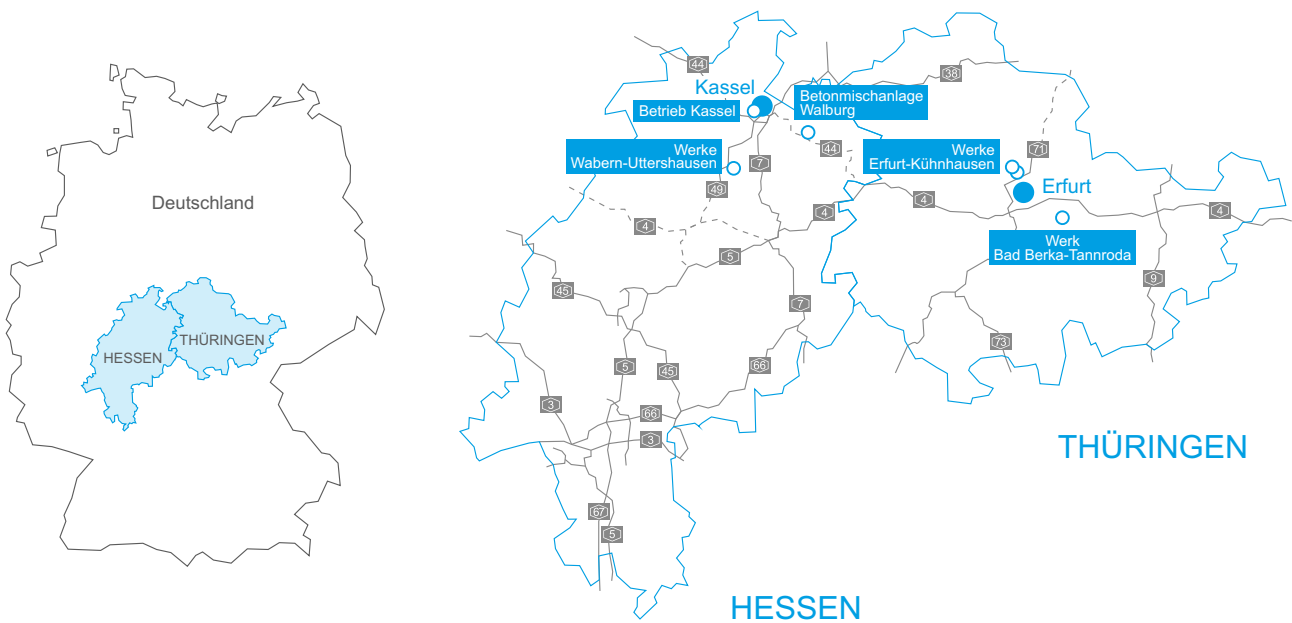 Deutschland
THÜRINGEN
HESSEN
44
38
Kassel
Betonmischanlage
Walburg
Betrieb Kassel
Werke
Wabern-Uttershausen
7
44
Werke
Erfurt-Kühnhausen
71
49
Erfurt
4
4
4
4
Werk
Bad Berka-Tannroda
5
9
45
7
73
5
45
66
3
66
3
THÜRINGEN
67
5
HESSEN